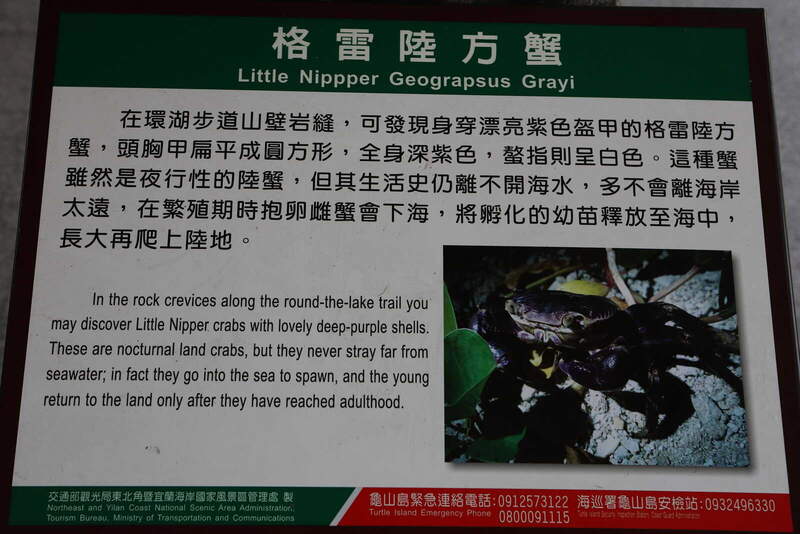 格雷陸方蟹
Little Nippper Geograpsus Grayi
在環湖步道山壁岩縫，可發現身穿漂亮紫色盔甲的格雷陸方
蟹，頭胸甲扁平成圓方形，全身深紫色，螯指則呈白色。這種蟹
雖然是夜行性的陸蟹，但其生活史仍離不開海水，多不會離海岸
太遠，在繁殖期時抱卵雌蟹會下海，將孵化的幼苗釋放至海中，
長大再爬上陸地。
In the rock crevices along the round-the-lake trail you
may discover Little Nipper crabs with lovely deep-purple shells.
These are nocturnal land crabs, but they never stray far from
seawater; in fact they go into the sea to spawn, and the young
return to the land only after they have reached adulthood.
交通部觀光局東北角暨宜蘭海岸國家風景區管理處 製
Northeast and Yilan Coast National Scenic Area Administration,
Tourism Bureau, Ministry of Transportation and Communications
龜山島緊急連絡電話：0912573122
Turtle Island Emergency Phone 0800091115
海巡署龜山島安檢站：0932496330
Turtle Island Security Inspection Station, Coast Guard Administration